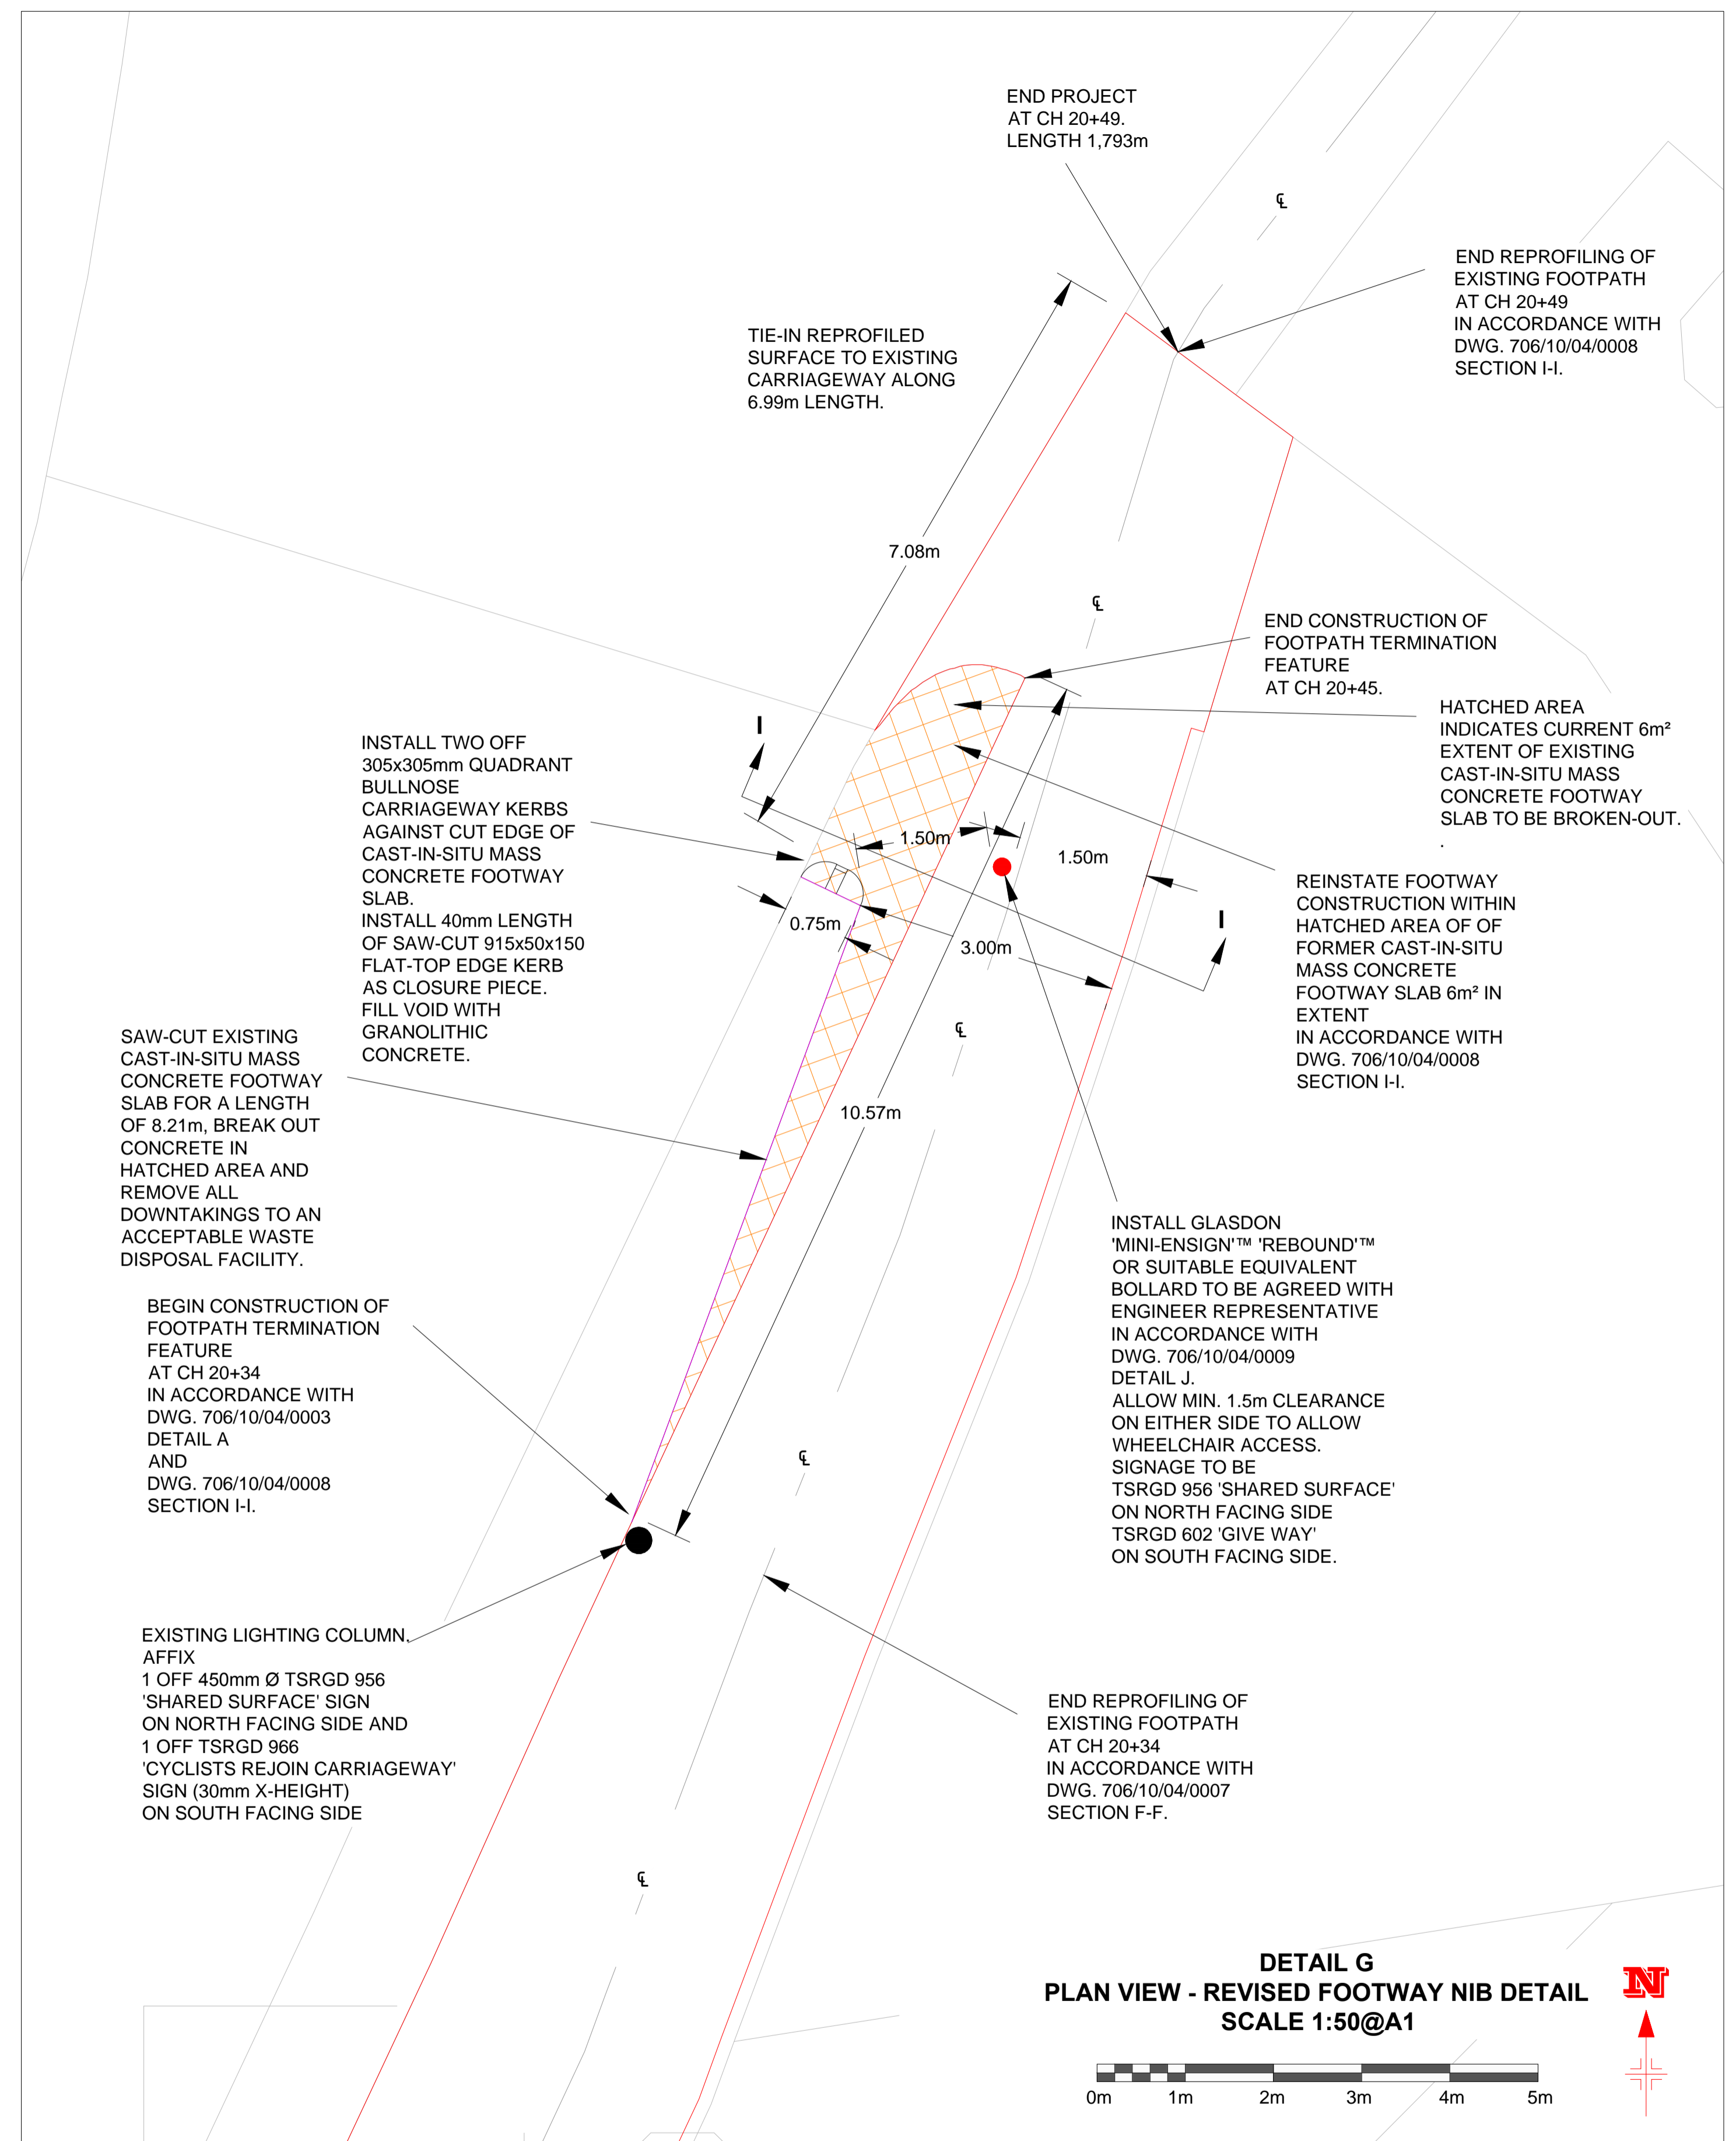 END PROJECT
AT CH 20+49.
LENGTH 1,793m
℄
END REPROFILING OF
EXISTING FOOTPATH
AT CH 20+49
IN ACCORDANCE WITH
DWG. 706/10/04/0008
SECTION I-I.
TIE-IN REPROFILED
SURFACE TO EXISTING
CARRIAGEWAY ALONG
6.99m LENGTH.
7.08m
℄
END CONSTRUCTION OF
FOOTPATH TERMINATION
FEATURE
AT CH 20+45.
HATCHED AREA
INDICATES CURRENT 6m²
EXTENT OF EXISTING
CAST-IN-SITU MASS
CONCRETE FOOTWAY
SLAB TO BE BROKEN-OUT.
.
I
INSTALL TWO OFF
305x305mm QUADRANT
BULLNOSE
CARRIAGEWAY KERBS
AGAINST CUT EDGE OF
CAST-IN-SITU MASS
CONCRETE FOOTWAY
SLAB.
INSTALL 40mm LENGTH
OF SAW-CUT 915x50x150
FLAT-TOP EDGE KERB
AS CLOSURE PIECE.
FILL VOID WITH
GRANOLITHIC
CONCRETE.
1.50m
1.50m
0.75m
3.00m
I
REINSTATE FOOTWAY
CONSTRUCTION WITHIN
HATCHED AREA OF OF
FORMER CAST-IN-SITU
MASS CONCRETE
FOOTWAY SLAB 6m² IN
EXTENT
IN ACCORDANCE WITH
DWG. 706/10/04/0008
SECTION I-I.
℄
SAW-CUT EXISTING
CAST-IN-SITU MASS
CONCRETE FOOTWAY
SLAB FOR A LENGTH
OF 8.21m, BREAK OUT
CONCRETE IN
HATCHED AREA AND
REMOVE ALL
DOWNTAKINGS TO AN
ACCEPTABLE WASTE
DISPOSAL FACILITY.
10.57m
INSTALL GLASDON
'MINI-ENSIGN'™ 'REBOUND'™
OR SUITABLE EQUIVALENT
BOLLARD TO BE AGREED WITH
ENGINEER REPRESENTATIVE
IN ACCORDANCE WITH
DWG. 706/10/04/0009
DETAIL J.
ALLOW MIN. 1.5m CLEARANCE
ON EITHER SIDE TO ALLOW
WHEELCHAIR ACCESS.
SIGNAGE TO BE
TSRGD 956 'SHARED SURFACE'
ON NORTH FACING SIDE
TSRGD 602 'GIVE WAY'
ON SOUTH FACING SIDE.
BEGIN CONSTRUCTION OF
FOOTPATH TERMINATION
FEATURE
AT CH 20+34
IN ACCORDANCE WITH
DWG. 706/10/04/0003
DETAIL A
AND
DWG. 706/10/04/0008
SECTION I-I.
℄
EXISTING LIGHTING COLUMN.
AFFIX
1 OFF 450mm Ø TSRGD 956
'SHARED SURFACE' SIGN
ON NORTH FACING SIDE AND
1 OFF TSRGD 966
'CYCLISTS REJOIN CARRIAGEWAY'
SIGN (30mm X-HEIGHT)
ON SOUTH FACING SIDE
END REPROFILING OF
EXISTING FOOTPATH
AT CH 20+34
IN ACCORDANCE WITH
DWG. 706/10/04/0007
SECTION F-F.
℄
DETAIL G
PLAN VIEW - REVISED FOOTWAY NIB DETAIL
SCALE 1:50@A1
N
0m 1m 2m 3m 4m 5m